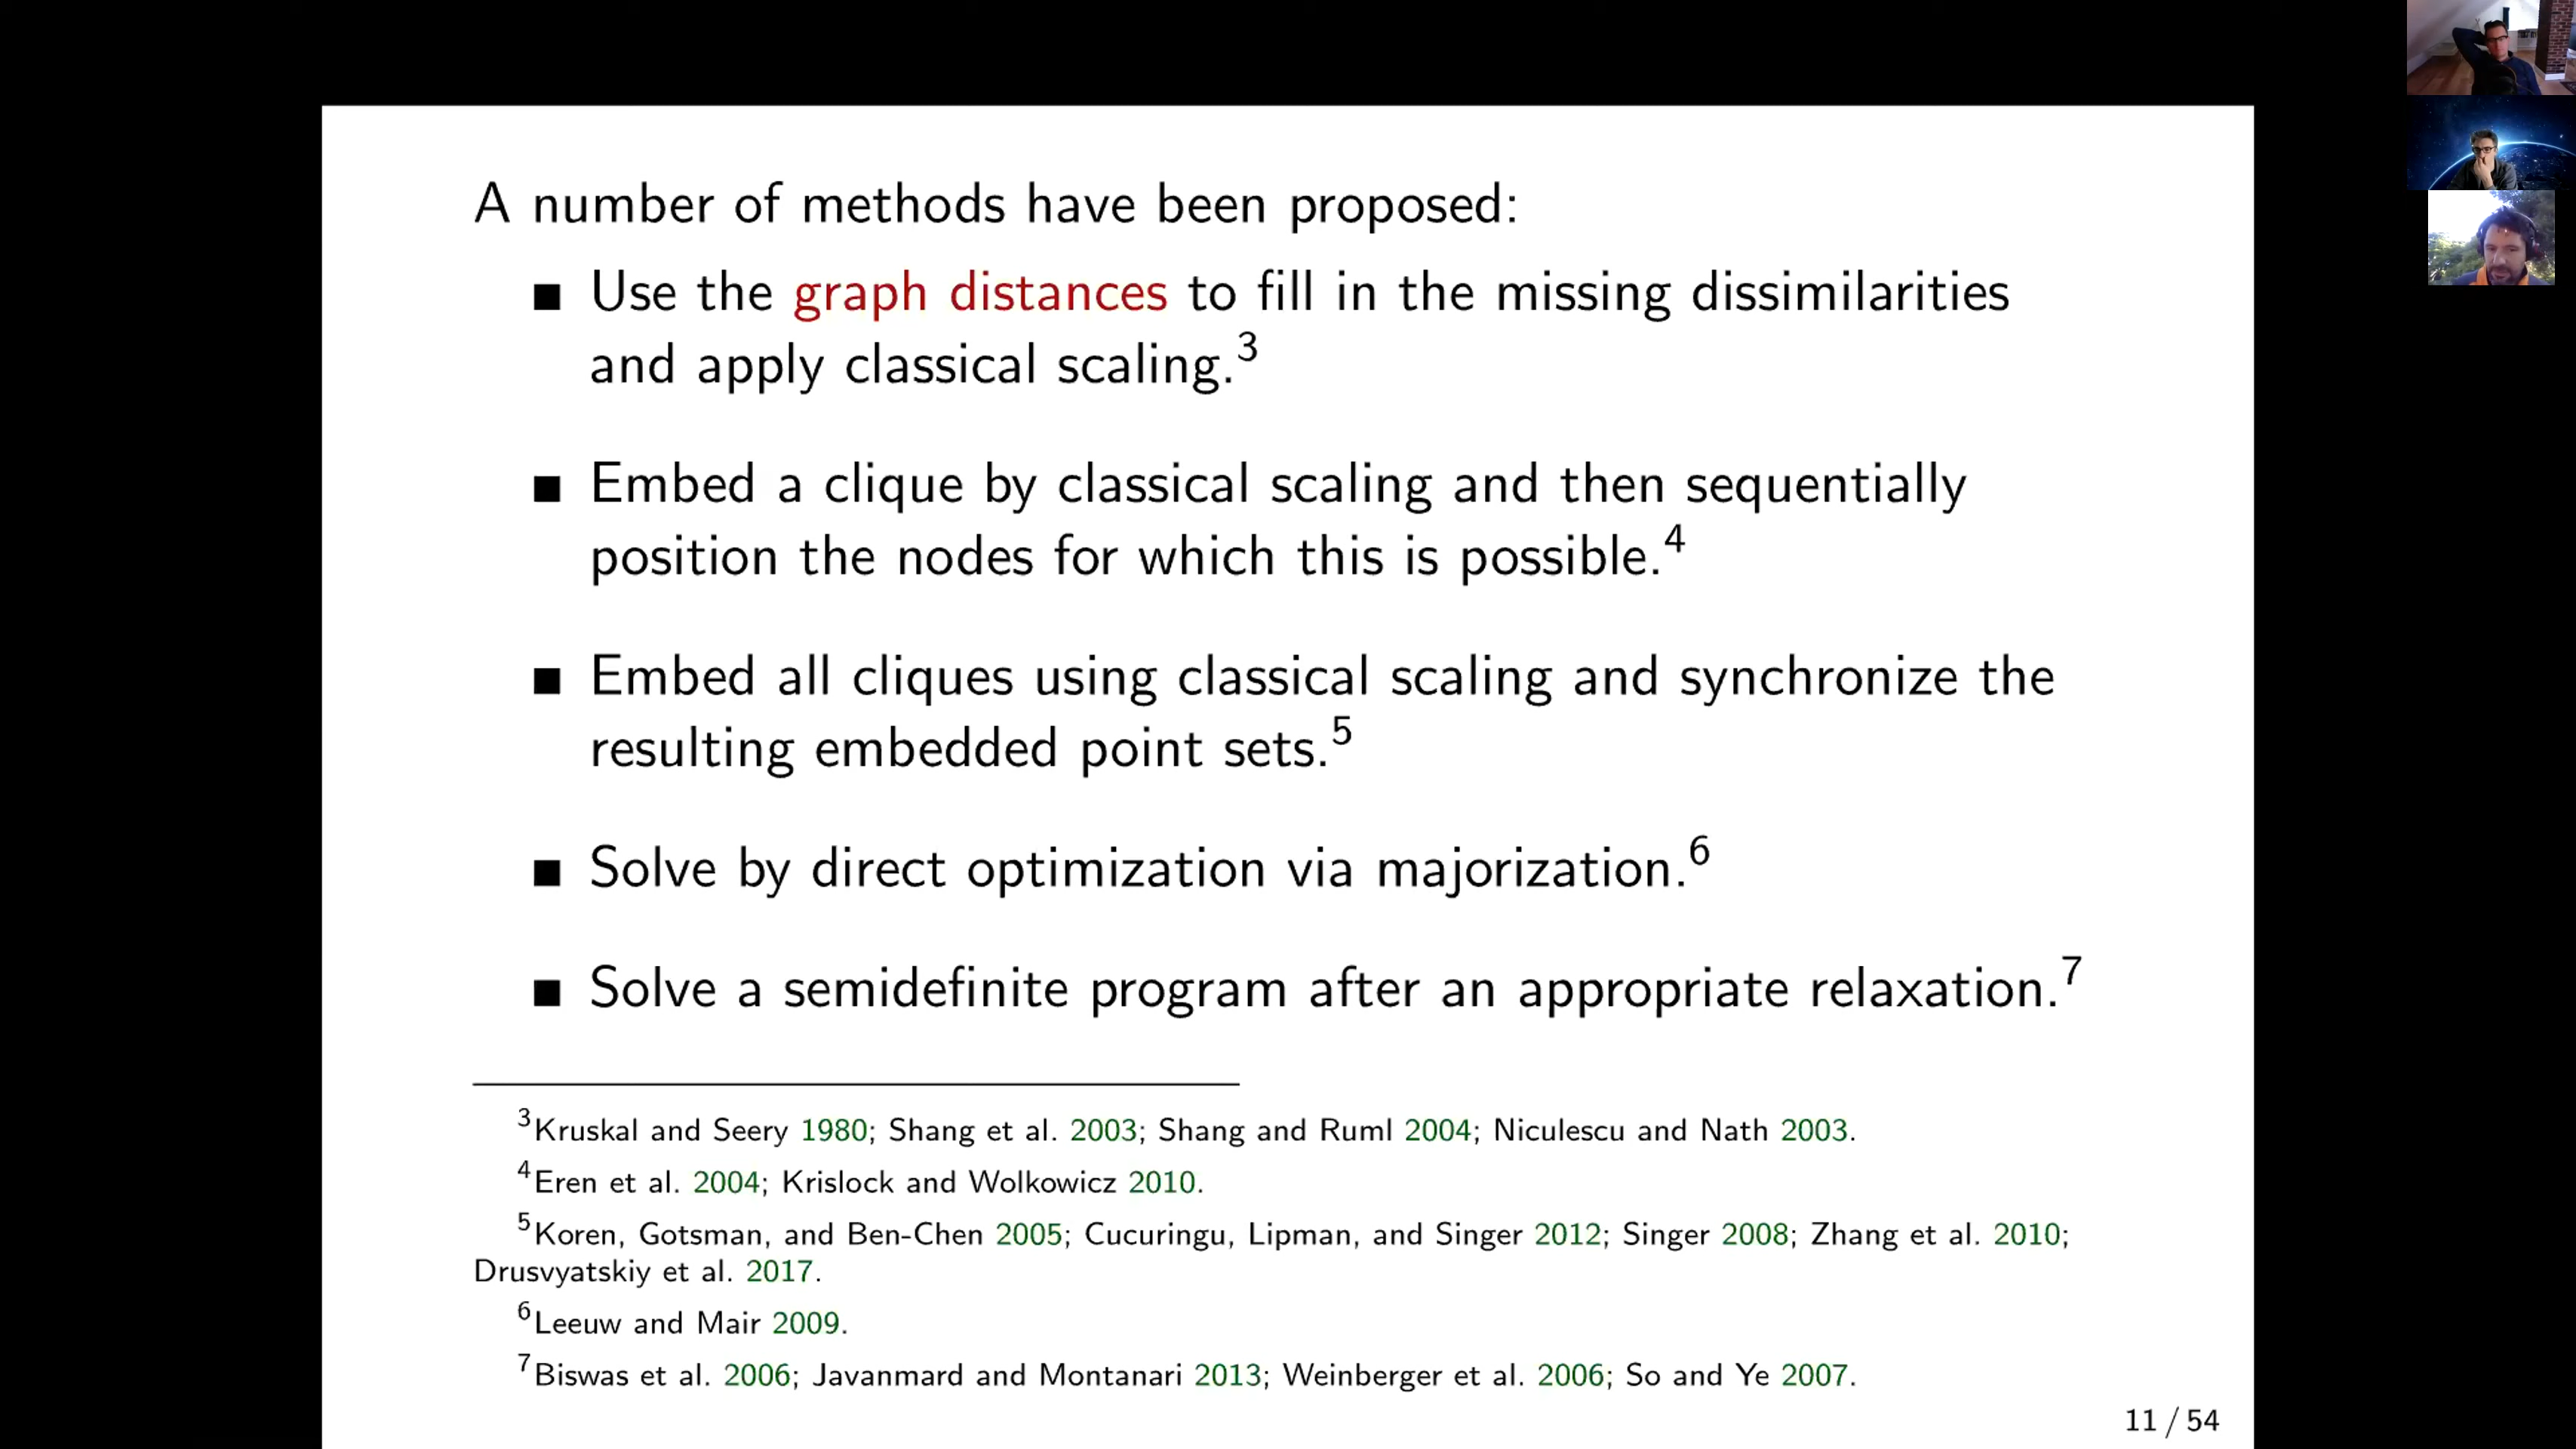 A number of methods have been proposed:
■ Use the graph distances to fill in the missing dissimilarities
and apply classical scaling.³
■ Embed a clique by classical scaling and then sequentially
position the nodes for which this is possible.⁴
■ Embed all cliques using classical scaling and synchronize the
resulting embedded point sets.⁵
■ Solve by direct optimization via majorization.⁶
■ Solve a semidefinite program after an appropriate relaxation.⁷
³Kruskal and Seery 1980; Shang et al. 2003; Shang and Ruml 2004; Niculescu and Nath 2003.
⁴Eren et al. 2004; Krislock and Wolkowicz 2010.
⁵Koren, Gotsman, and Ben-Chen 2005; Cucuringu, Lipman, and Singer 2012; Singer 2008; Zhang et al. 2010;
Drusvyatskiy et al. 2017.
⁶Leeuw and Mair 2009.
⁷Biswas et al. 2006; Javanmard and Montanari 2013; Weinberger et al. 2006; So and Ye 2007.
11 / 54